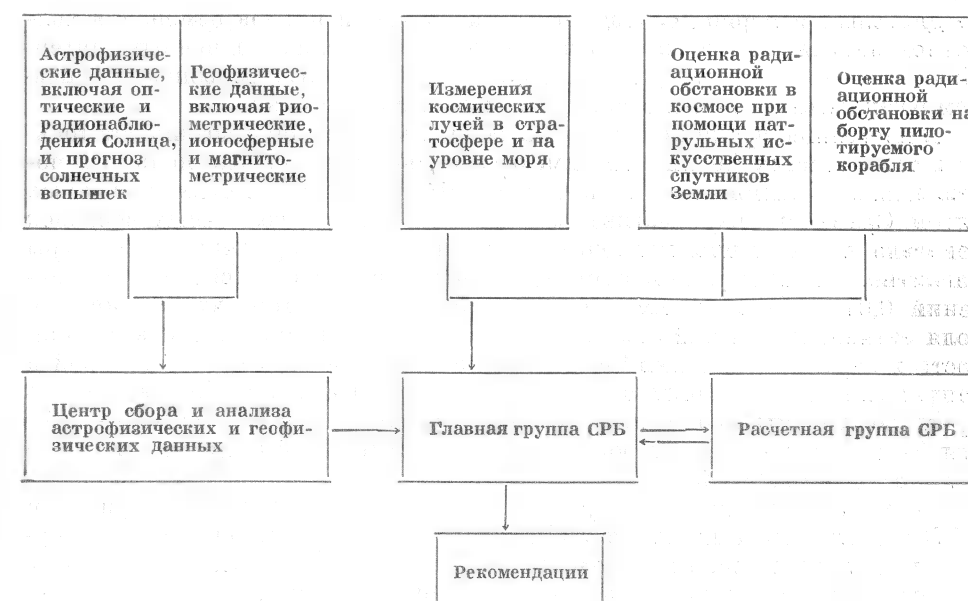 Астрофизиче-
ские данные,
включая оп-
тические и
радионаблю-
дения Солнца,
и прогноз
солнечных
вспышек
Геофизичес-
кие данные,
включая рио-
метрические,
ионосферные
и магнито-
метрические
Измерения
космических
лучей в стра-
тосфере и на
уровне моря
Оценка ради-
ационной
обстановки в
космосе при
помощи пат-
рульных ис-
кусственных
спутников
Земли
Оценка ради-
ационной
обстановки на
борту пило-
тируемого
корабля
Центр сбора и анализа
астрофизических и геофи-
зических данных
Главная группа СРБ
Расчетная группа СРБ
Рекомендации